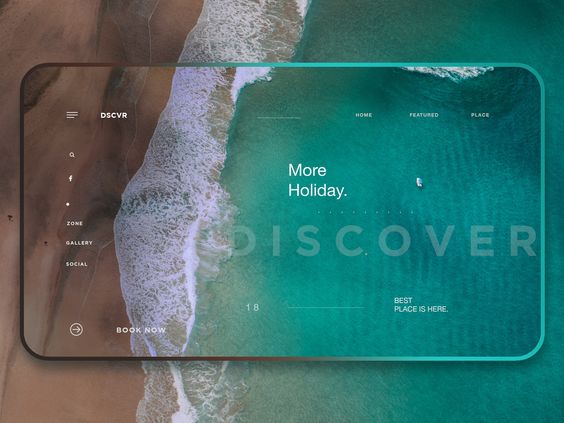 DSCVR
HOME
FEATURED
PLACE
More
Holiday.
ZONE
GALLERY
SOCIAL
DISCOVER
18
BEST
PLACE IS HERE.
BOOK NOW